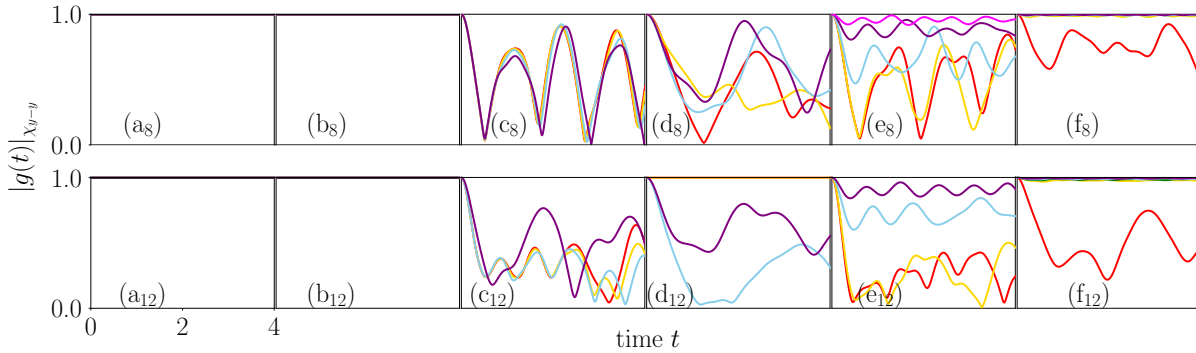 1.0
|g(t)|χy−y
0.0
(a8) (b8) (c8) (d8) (e8) (f8)
1.0
0.0
(a12) (b12) (c12) (d12) (e12) (f12)
0 2 4
time t